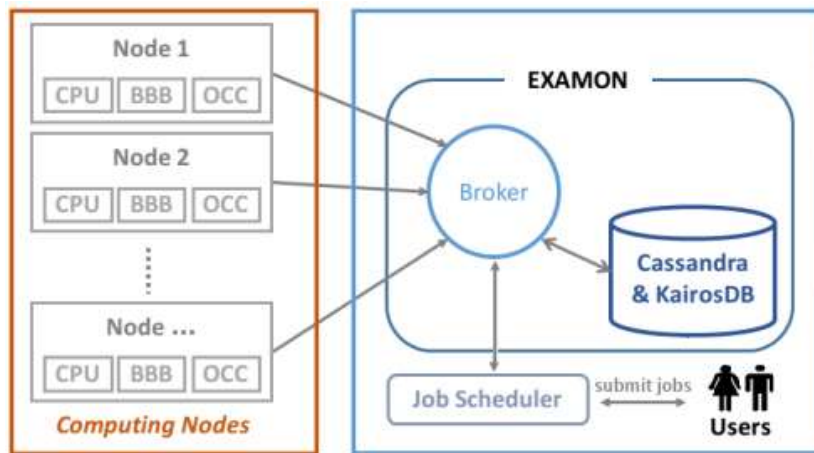 Node 1
CPU BBB OCC
Node 2
CPU BBB OCC
Node ...
CPU BBB OCC
Computing Nodes
EXAMON
Broker
Cassandra
& KairosDB
Job Scheduler
submit jobs
Users